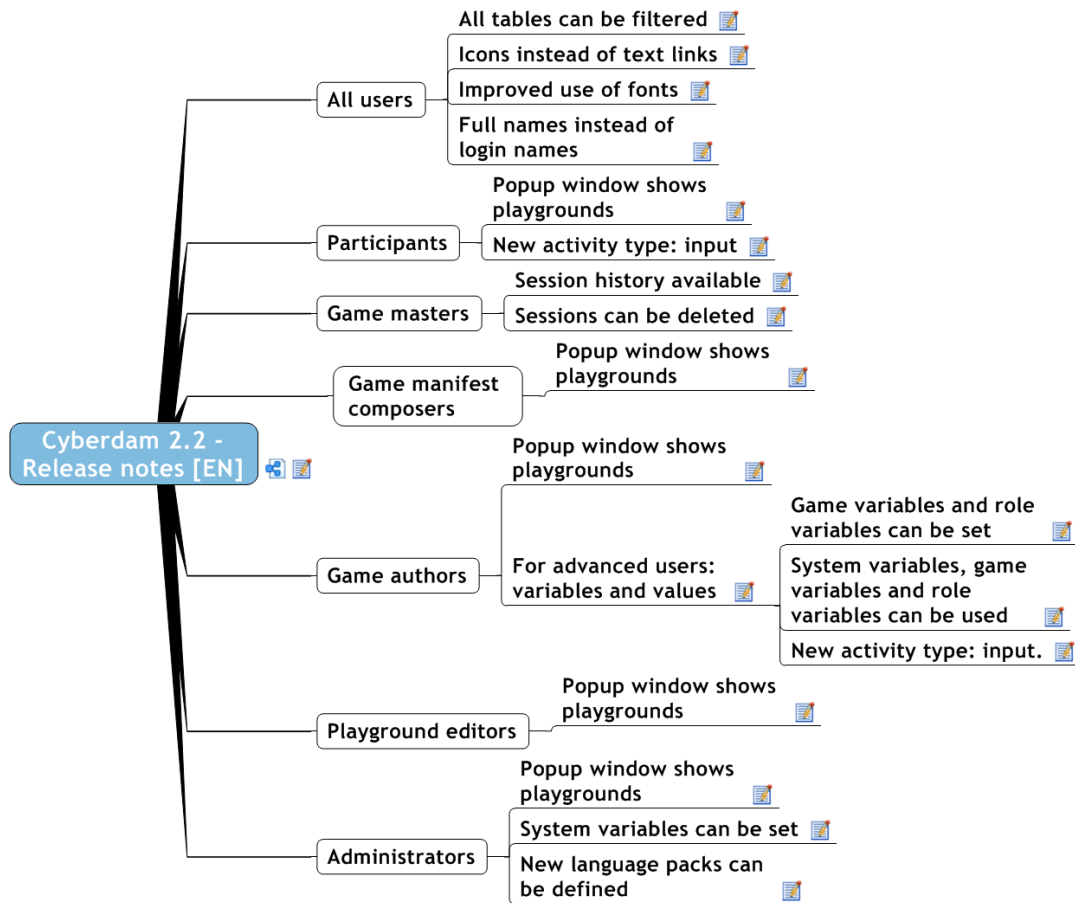 Cyberdam 2.2 -
Release notes [EN]
All users
All tables can be filtered
Icons instead of text links
Improved use of fonts
Full names instead of
login names
Participants
Popup window shows
playgrounds
New activity type: input
Game masters
Session history available
Sessions can be deleted
Game manifest
composers
Popup window shows
playgrounds
Game authors
Popup window shows
playgrounds
For advanced users:
variables and values
Game variables and role
variables can be set
System variables, game
variables and role
variables can be used
New activity type: input.
Playground editors
Popup window shows
playgrounds
Administrators
Popup window shows
playgrounds
System variables can be set
New language packs can
be defined